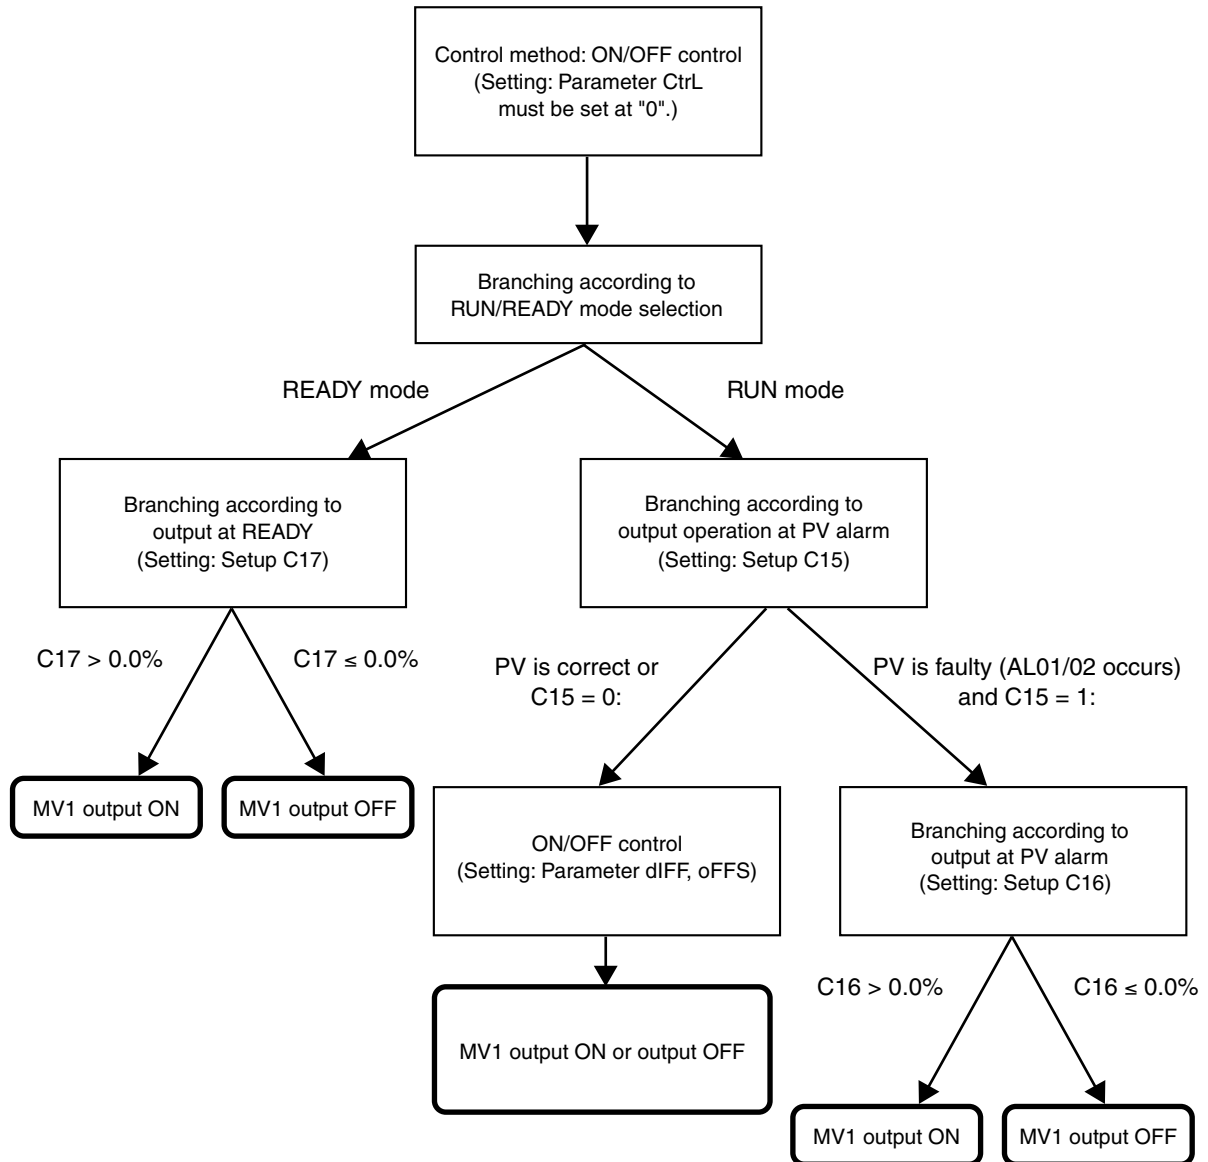 Control method: ON/OFF control
(Setting: Parameter CtrL
must be set at "0".)
Branching according to
RUN/READY mode selection
READY mode
RUN mode
Branching according to
output at READY
(Setting: Setup C17)
Branching according to
output operation at PV alarm
(Setting: Setup C15)
C17 > 0.0%
C17 ≤ 0.0%
PV is correct or
C15 = 0:
PV is faulty (AL01/02 occurs)
and C15 = 1:
MV1 output ON
MV1 output OFF
ON/OFF control
(Setting: Parameter dIFF, oFFS)
Branching according to
output at PV alarm
(Setting: Setup C16)
C16 > 0.0%
C16 ≤ 0.0%
MV1 output ON or output OFF
MV1 output ON
MV1 output OFF